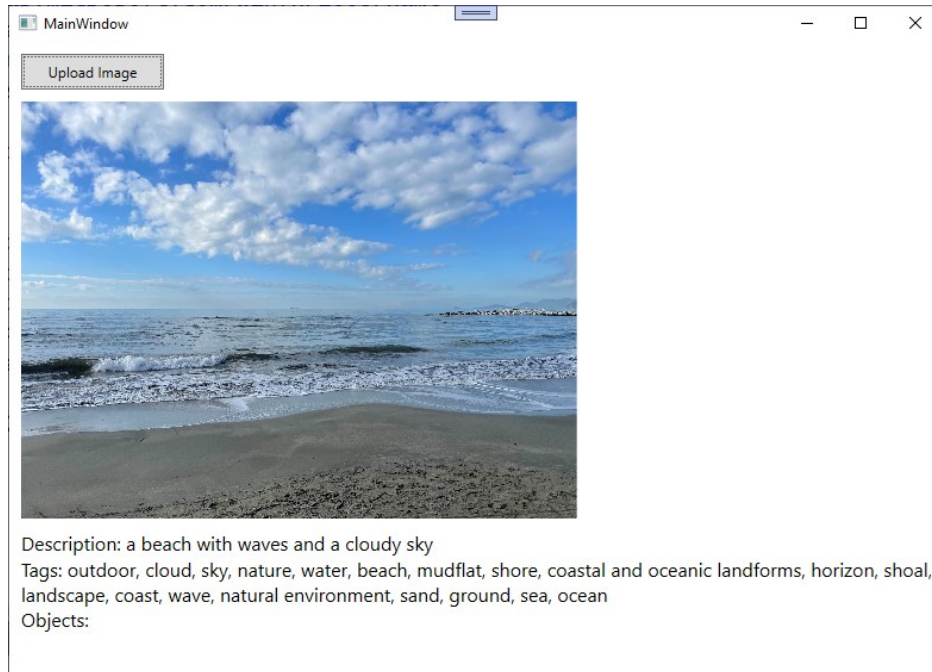 MainWindow
Upload Image
Description: a beach with waves and a cloudy sky
Tags: outdoor, cloud, sky, nature, water, beach, mudflat, shore, coastal and oceanic landforms, horizon, shoal,
landscape, coast, wave, natural environment, sand, ground, sea, ocean
Objects: